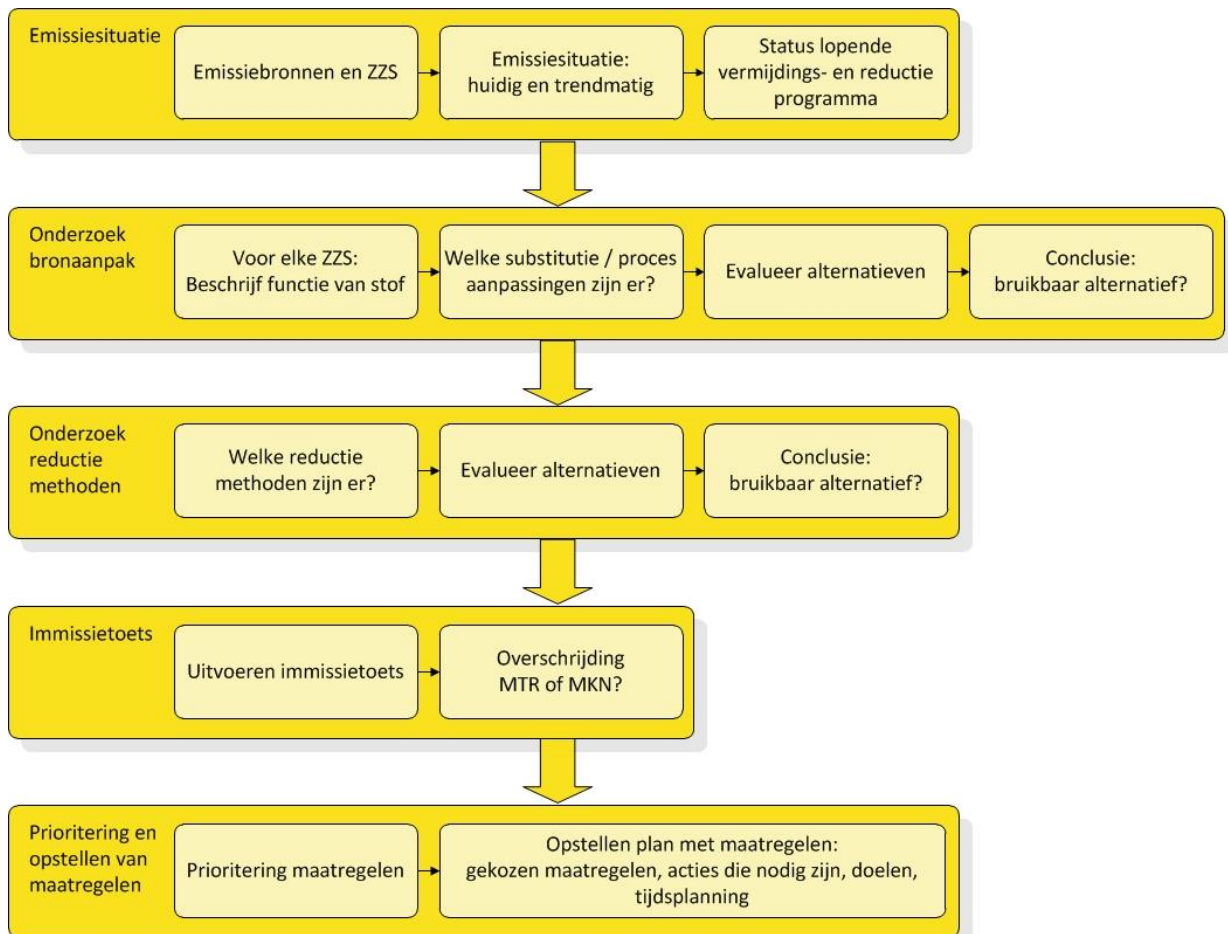 Emissiesituatie
Emissiebronnen en ZZS
Emissiesituatie:
huidig en trendmatig
Status lopende
vermijdings- en reductie
programma
Onderzoek
bronaanpak
Voor elke ZZS:
Beschrijf functie van stof
Welke substitutie / proces
aanpassingen zijn er?
Evalueer alternatieven
Conclusie:
bruikbaar alternatief?
Onderzoek
reductie
methoden
Welke reductie
methoden zijn er?
Evalueer alternatieven
Conclusie:
bruikbaar alternatief?
Immissietoets
Uitvoeren immissietoets
Overschrijding
MTR of MKN?
Prioritering en
opstellen van
maatregelen
Prioritering maatregelen
Opstellen plan met maatregelen:
gekozen maatregelen, acties die nodig zijn, doelen,
tijdsplanning